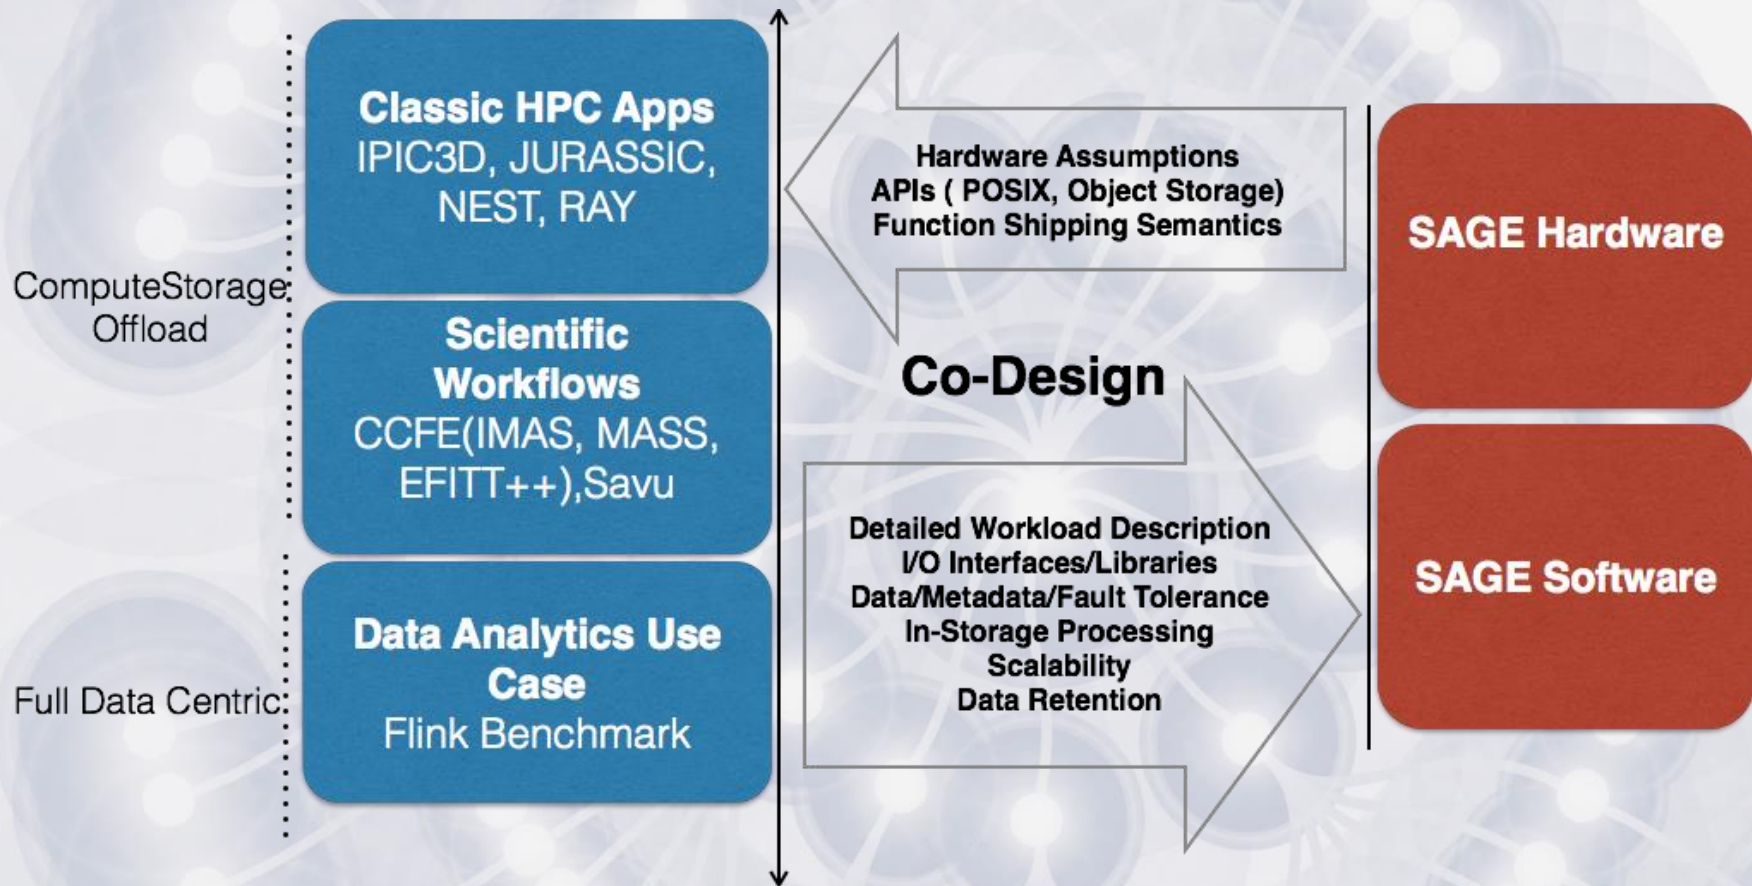 ComputeStorage
Offload
Full Data Centric
Classic HPC Apps
IPIC3D, JURASSIC,
NEST, RAY
Scientific
Workflows
CCFE(IMAS, MASS,
EFITT++),Savu
Data Analytics Use
Case
Flink Benchmark
Hardware Assumptions
APIs ( POSIX, Object Storage)
Function Shipping Semantics
Co-Design
Detailed Workload Description
I/O Interfaces/Libraries
Data/Metadata/Fault Tolerance
In-Storage Processing
Scalability
Data Retention
SAGE Hardware
SAGE Software